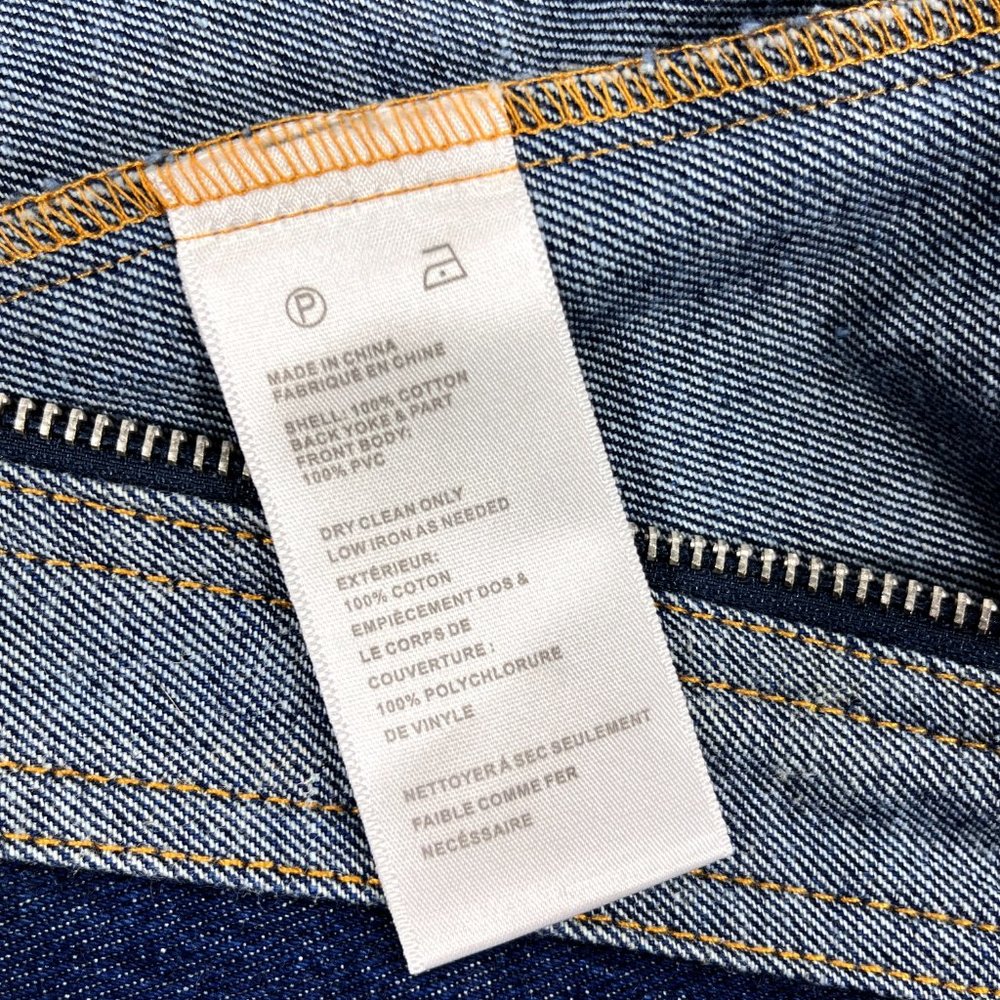 P
MADE IN CHINA
FABRIQUE EN CHINE
SHELL: 100% COTTON
BACK YOKE & PART
FRONT BODY:
100% PVC
DRY CLEAN ONLY
LOW IRON AS NEEDED
EXTÉRIEUR:
100% COTON
EMPIÈCEMENT DOS &
LE CORPS DE
COUVERTURE :
100% POLYCHLORURE
DE VINYLE
NETTOYER À SEC SEULEMENT
FAIBLE COMME FER
NECÉSSAIRE